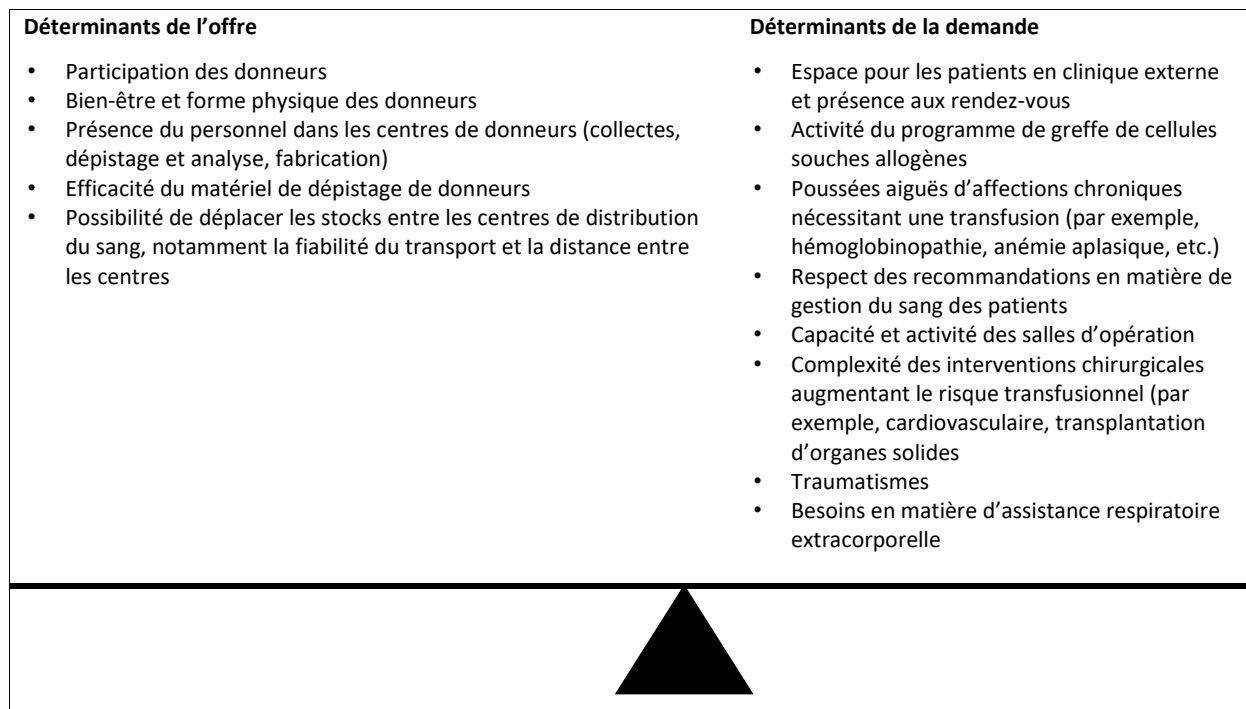 Déterminants de l’offre
• Participation des donneurs
• Bien-être et forme physique des donneurs
• Présence du personnel dans les centres de donneurs (collectes,
dépistage et analyse, fabrication)
• Efficacité du matériel de dépistage de donneurs
• Possibilité de déplacer les stocks entre les centres de distribution
du sang, notamment la fiabilité du transport et la distance entre
les centres
Déterminants de la demande
• Espace pour les patients en clinique externe
et présence aux rendez-vous
• Activité du programme de greffe de cellules
souches allogènes
• Poussées aiguës d’affections chroniques
nécessitant une transfusion (par exemple,
hémoglobinopathie, anémie aplasique, etc.)
• Respect des recommandations en matière de
gestion du sang des patients
• Capacité et activité des salles d’opération
• Complexité des interventions chirurgicales
augmentant le risque transfusionnel (par
exemple, cardiovasculaire, transplantation
d’organes solides
• Traumatismes
• Besoins en matière d’assistance respiratoire
extracorporelle